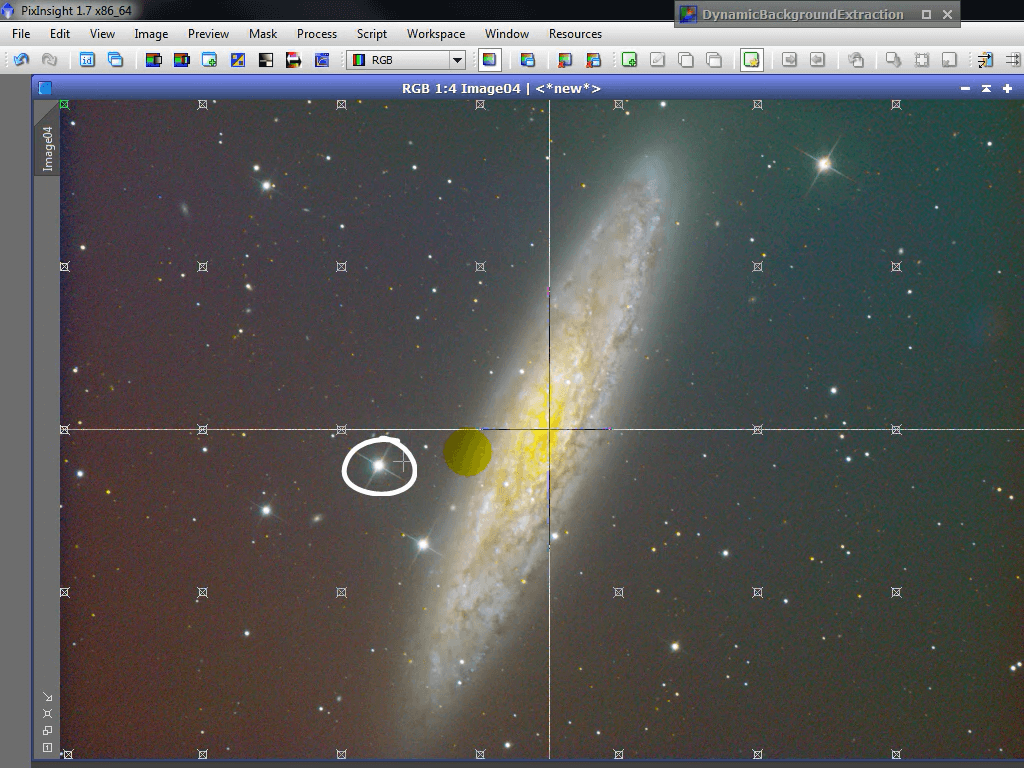 PixInsight 1.7 x86_64
DynamicBackgroundExtraction
File Edit View Image Preview Mask Process Script Workspace Window Resources
id RGB
RGB 1:4 Image04 | <*new*>
Image04